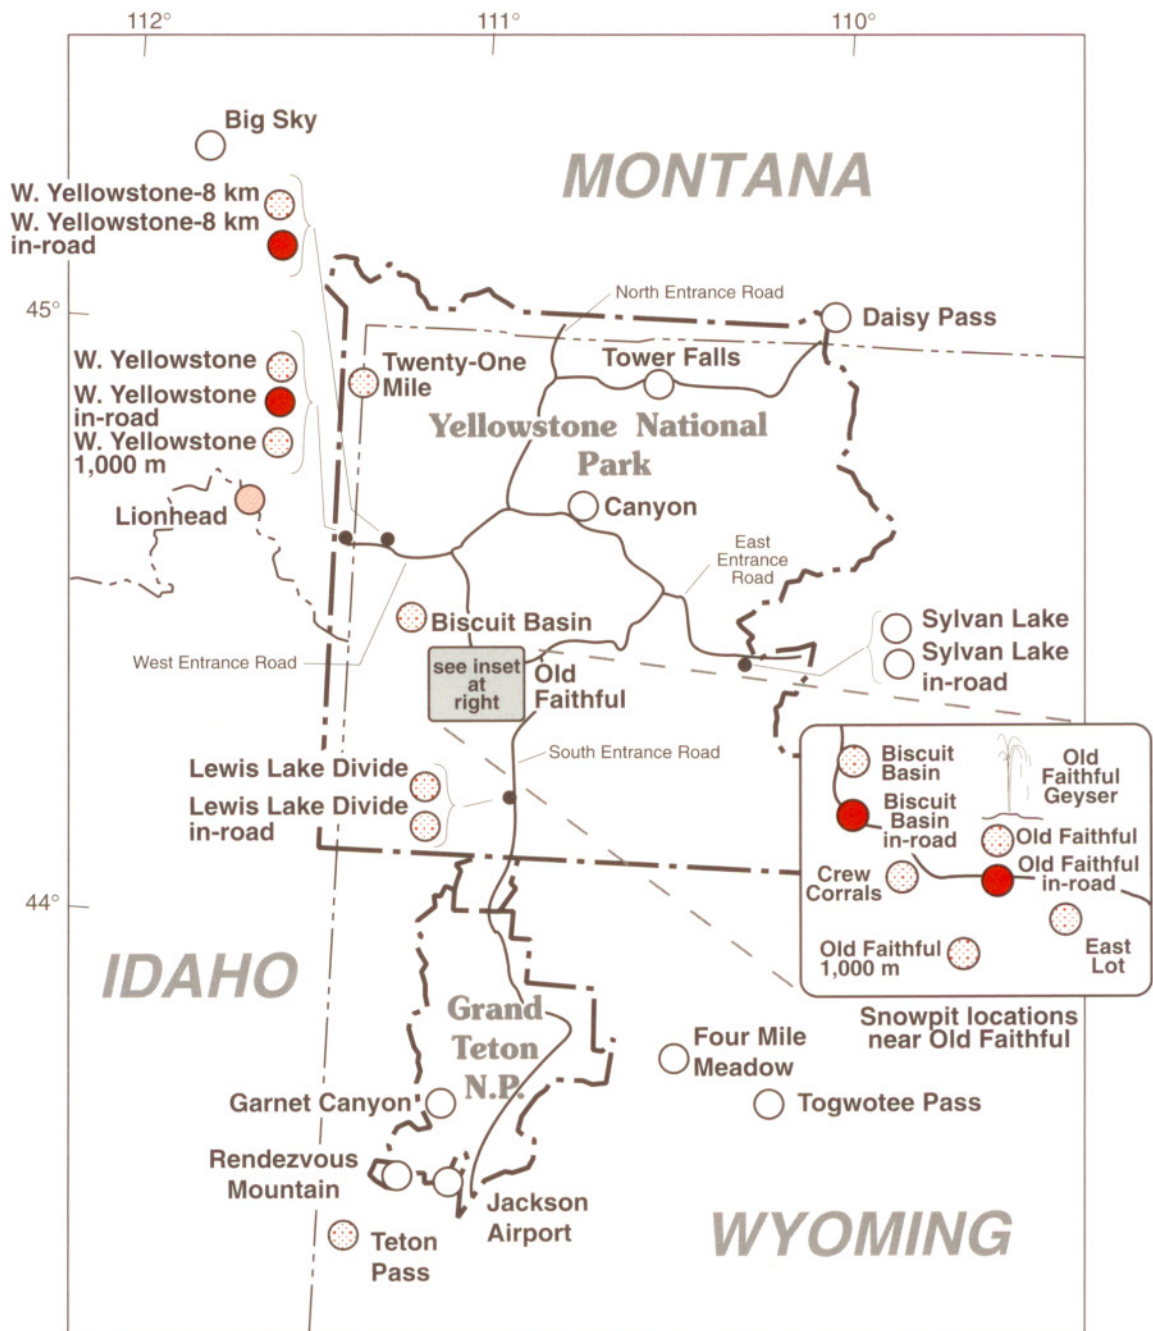 112°
111°
110°
Big Sky
MONTANA
W. Yellowstone-8 km
W. Yellowstone-8 km
in-road
45°
North Entrance Road
Daisy Pass
W. Yellowstone
W. Yellowstone
in-road
W. Yellowstone
1,000 m
Twenty-One
Mile
Tower Falls
Yellowstone National
Park
Lionhead
Canyon
East
Entrance
Road
Biscuit Basin
Sylvan Lake
Sylvan Lake
in-road
West Entrance Road
see inset
at
right
Old
Faithful
South Entrance Road
Lewis Lake Divide
Lewis Lake Divide
in-road
Biscuit
Basin
Old
Faithful
Geyser
Biscuit
Basin
in-road
Old Faithful
Crew
Corrals
Old Faithful
in-road
Old Faithful
1,000 m
East
Lot
Snowpit locations
near Old Faithful
44°
IDAHO
Grand
Teton
N.P.
Four Mile
Meadow
Garnet Canyon
Togwotee Pass
Rendezvous
Mountain
Jackson
Airport
WYOMING
Teton
Pass